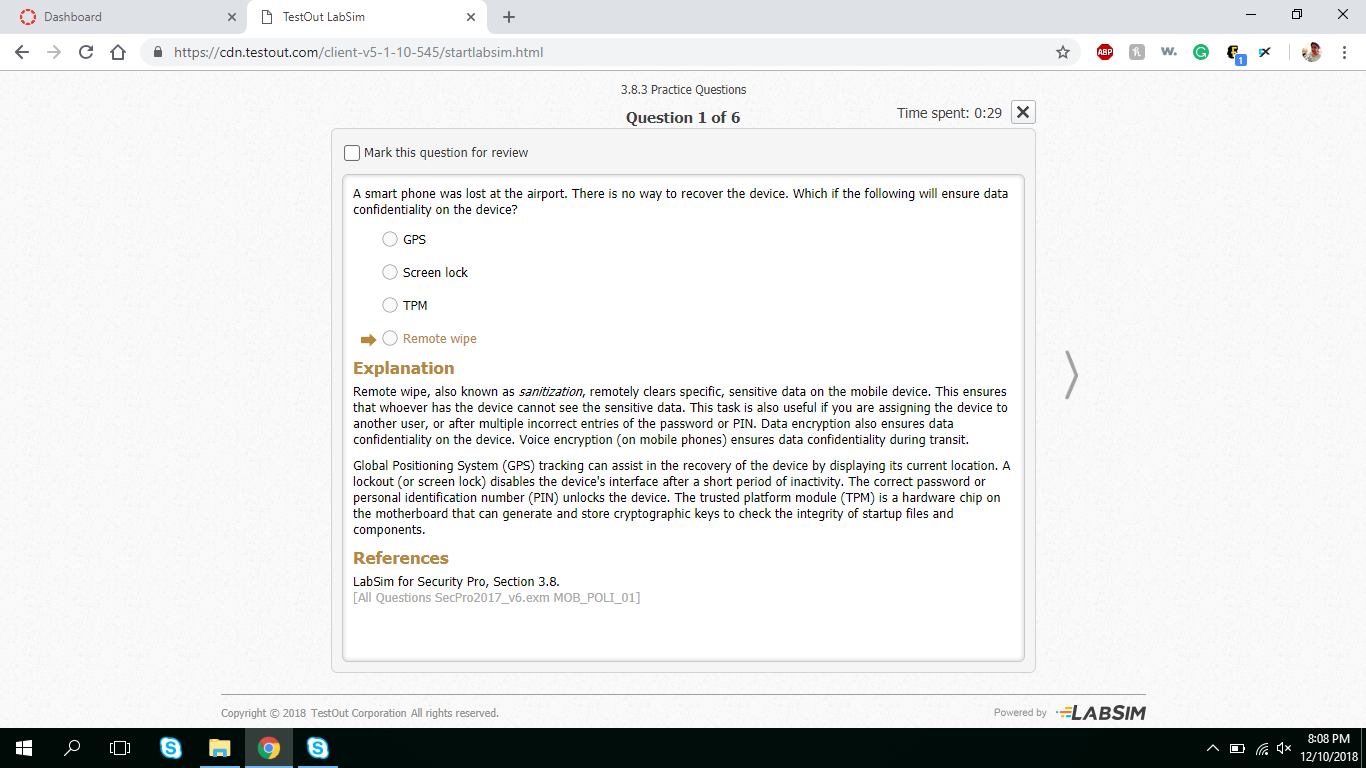 Dashboard
TestOut LabSim
https://cdn.testout.com/client-v5-1-10-545/startlabsim.html
ABP
w.
1
3.8.3 Practice Questions
Question 1 of 6
Time spent: 0:29
Mark this question for review
A smart phone was lost at the airport. There is no way to recover the device. Which if the following will ensure data
confidentiality on the device?
GPS
Screen lock
TPM
Remote wipe
Explanation
Remote wipe, also known as sanitization, remotely clears specific, sensitive data on the mobile device. This ensures
that whoever has the device cannot see the sensitive data. This task is also useful if you are assigning the device to
another user, or after multiple incorrect entries of the password or PIN. Data encryption also ensures data
confidentiality on the device. Voice encryption (on mobile phones) ensures data confidentiality during transit.
Global Positioning System (GPS) tracking can assist in the recovery of the device by displaying its current location. A
lockout (or screen lock) disables the device's interface after a short period of inactivity. The correct password or
personal identification number (PIN) unlocks the device. The trusted platform module (TPM) is a hardware chip on
the motherboard that can generate and store cryptographic keys to check the integrity of startup files and
components.
References
LabSim for Security Pro, Section 3.8.
[All Questions SecPro2017_v6.exm MOB_POLI_01]
Copyright © 2018 TestOut Corporation All rights reserved.
Powered by LABSIM
8:08 PM
12/10/2018